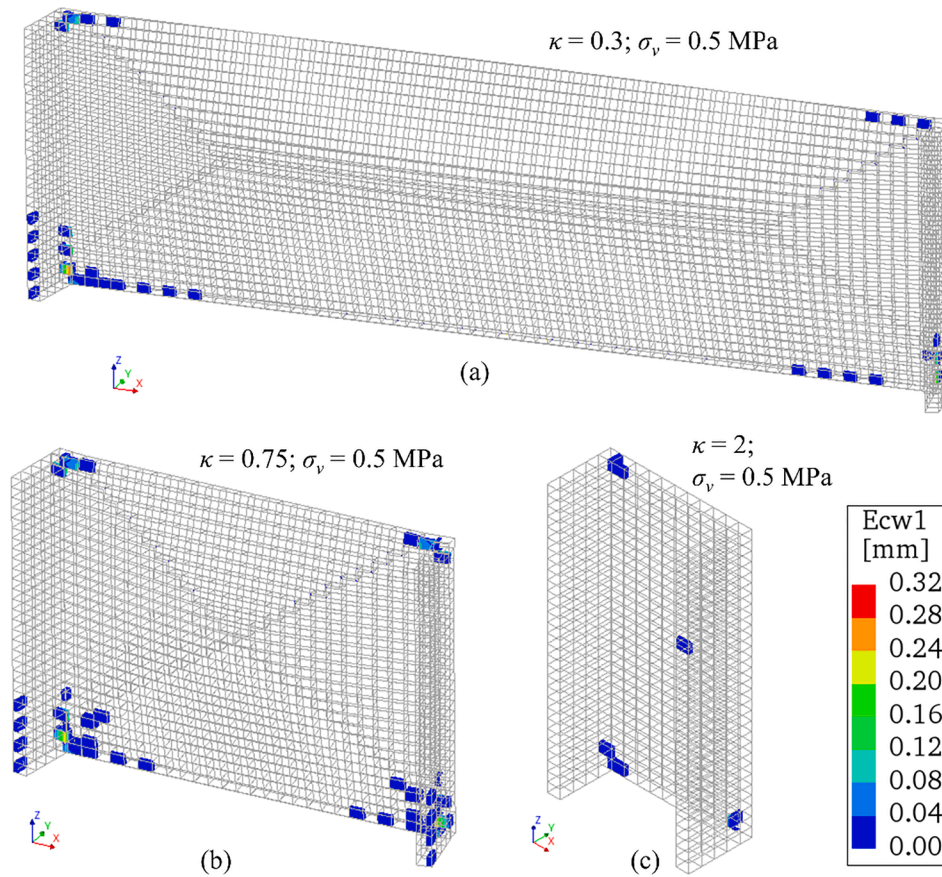 κ = 0.3; σᵥ = 0.5 MPa
Z
Y
X
(a)
κ = 0.75; σᵥ = 0.5 MPa
κ = 2;
σᵥ = 0.5 MPa
Ecw1
[mm]
0.32
0.28
0.24
0.20
0.16
0.12
0.08
0.04
0.00
Z
Y
X
(b)
Z
Y
X
(c)